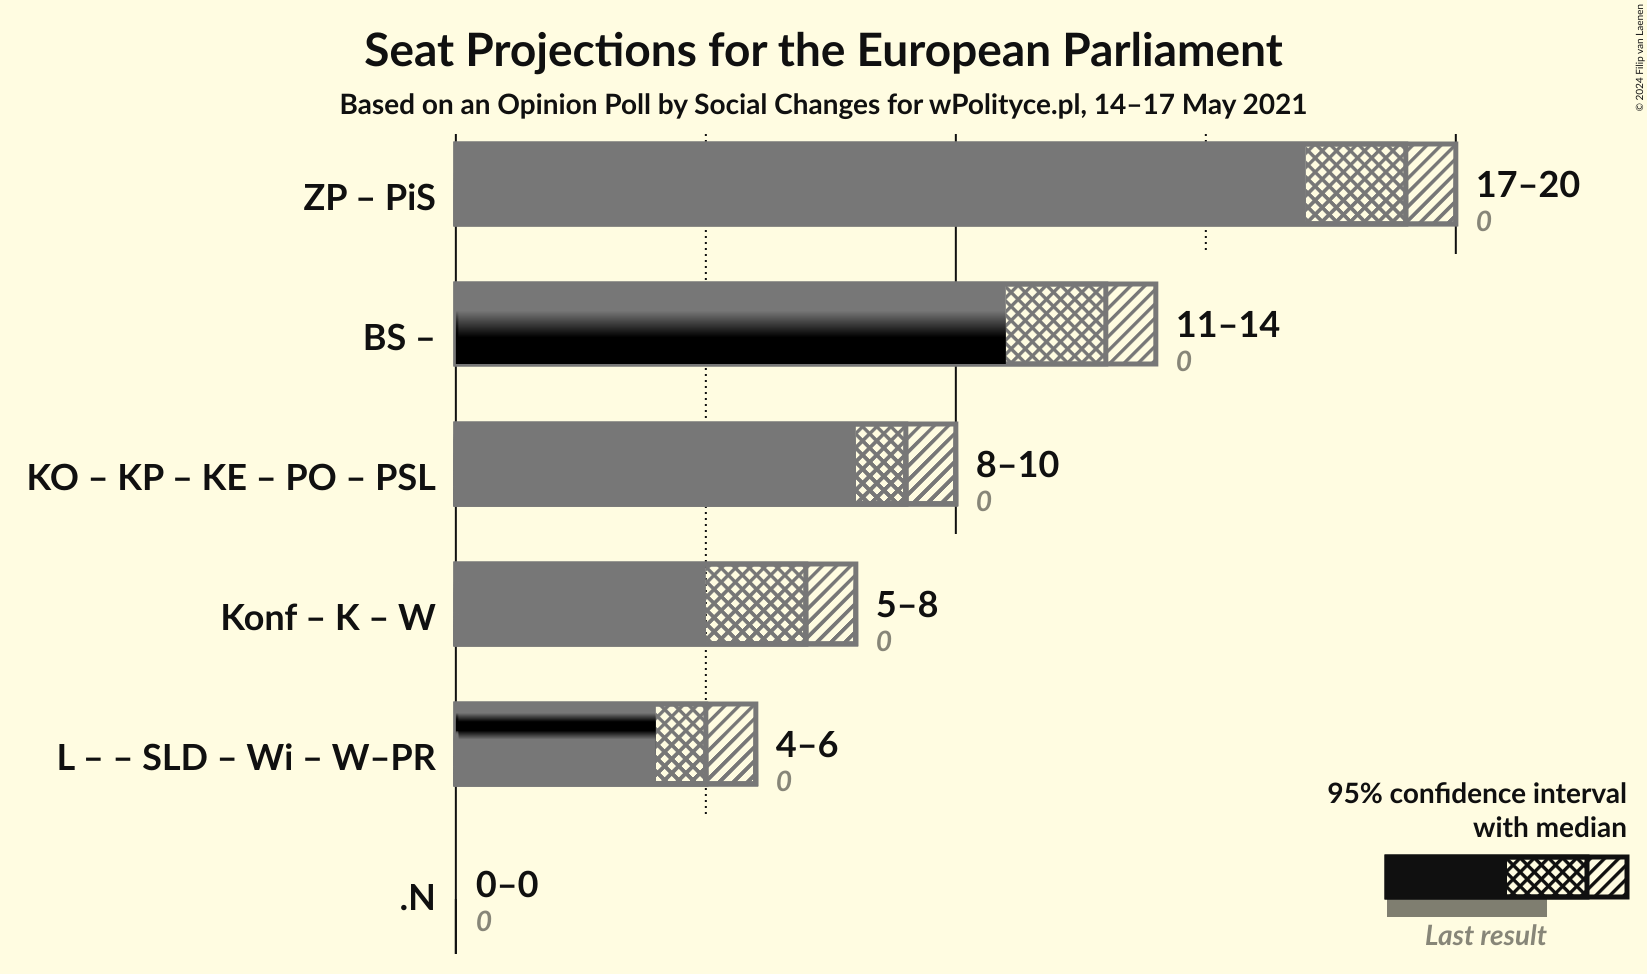 Seat Projections for the European Parliament
Based on an Opinion Poll by Social Changes for wPolityce.pl, 14–17 May 2021
© 2024 Filip van Laenen
ZP – PiS
17–20
0
BS –
11–14
0
KO – KP – KE – PO – PSL
8–10
0
Konf – K – W
5–8
0
L – – SLD – Wi – W–PR
4–6
0
.N
0–0
0
95% confidence interval
with median
Last result